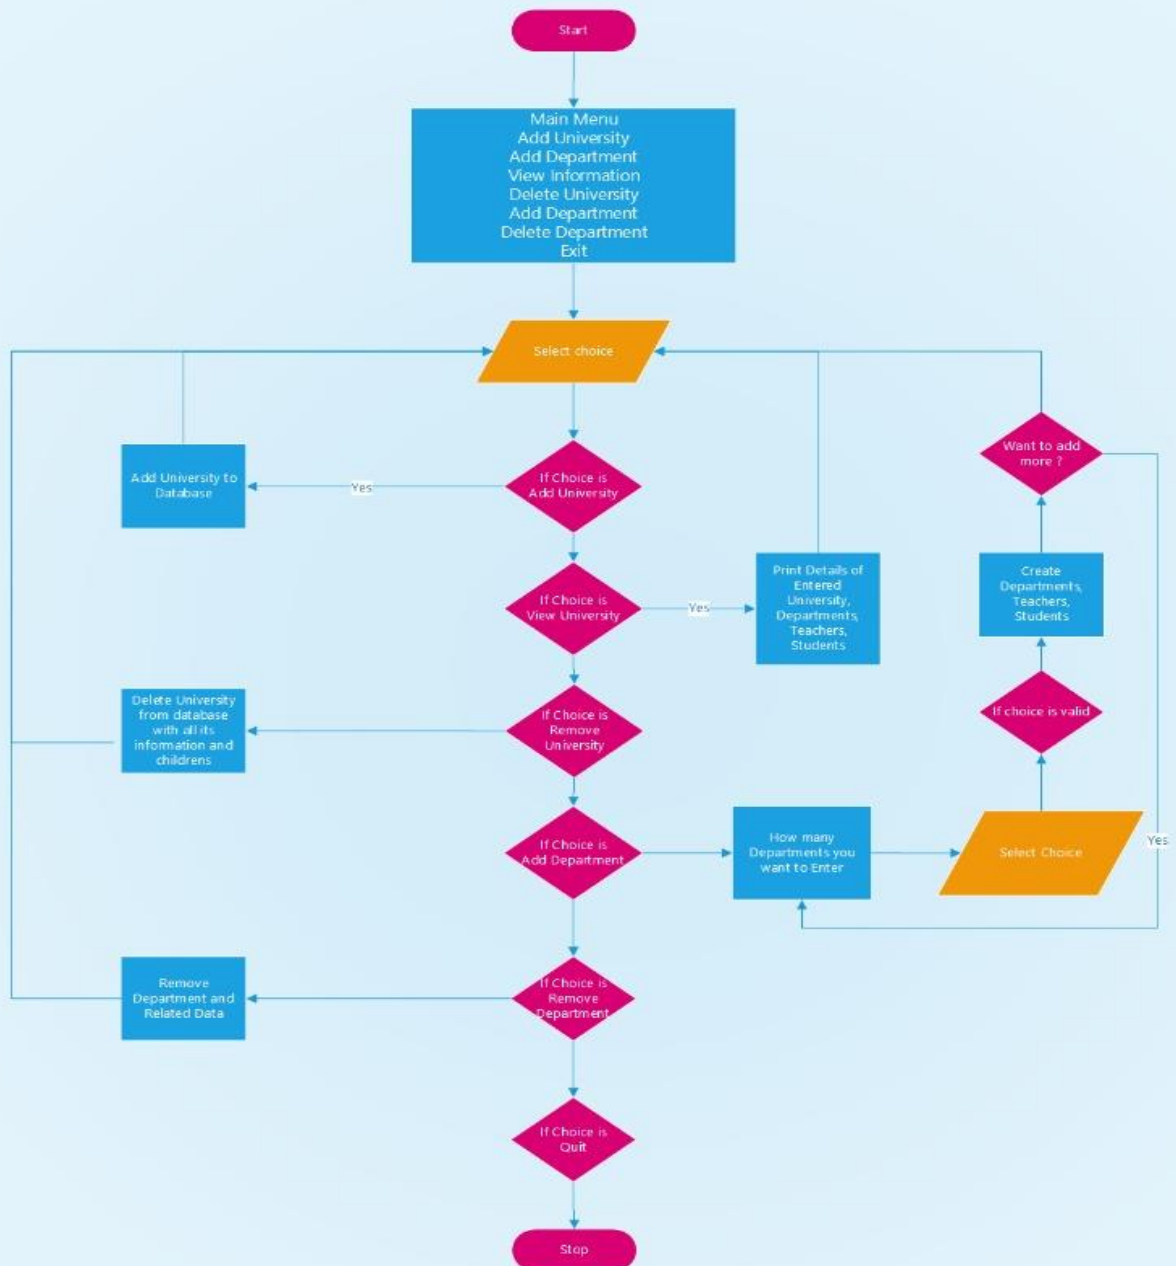 Start
Main Menu
Add University
Add Department
View Information
Delete University
Add Department
Delete Department
Exit
Select choice
If Choice is
Add University
Yes
Add University to
Database
Want to add
more ?
If Choice is
View University
Yes
Print Details of
Entered
University,
Departments,
Teachers,
Students
Create
Departments,
Teachers,
Students
If Choice is
Remove
University
Delete University
from database
with all its
information and
childrens
If choice is valid
If Choice is
Add Department
How many
Departments you
want to Enter
Select Choice
Yes
If Choice is
Remove
Department
Remove
Department and
Related Data
If Choice is
Quit
Stop